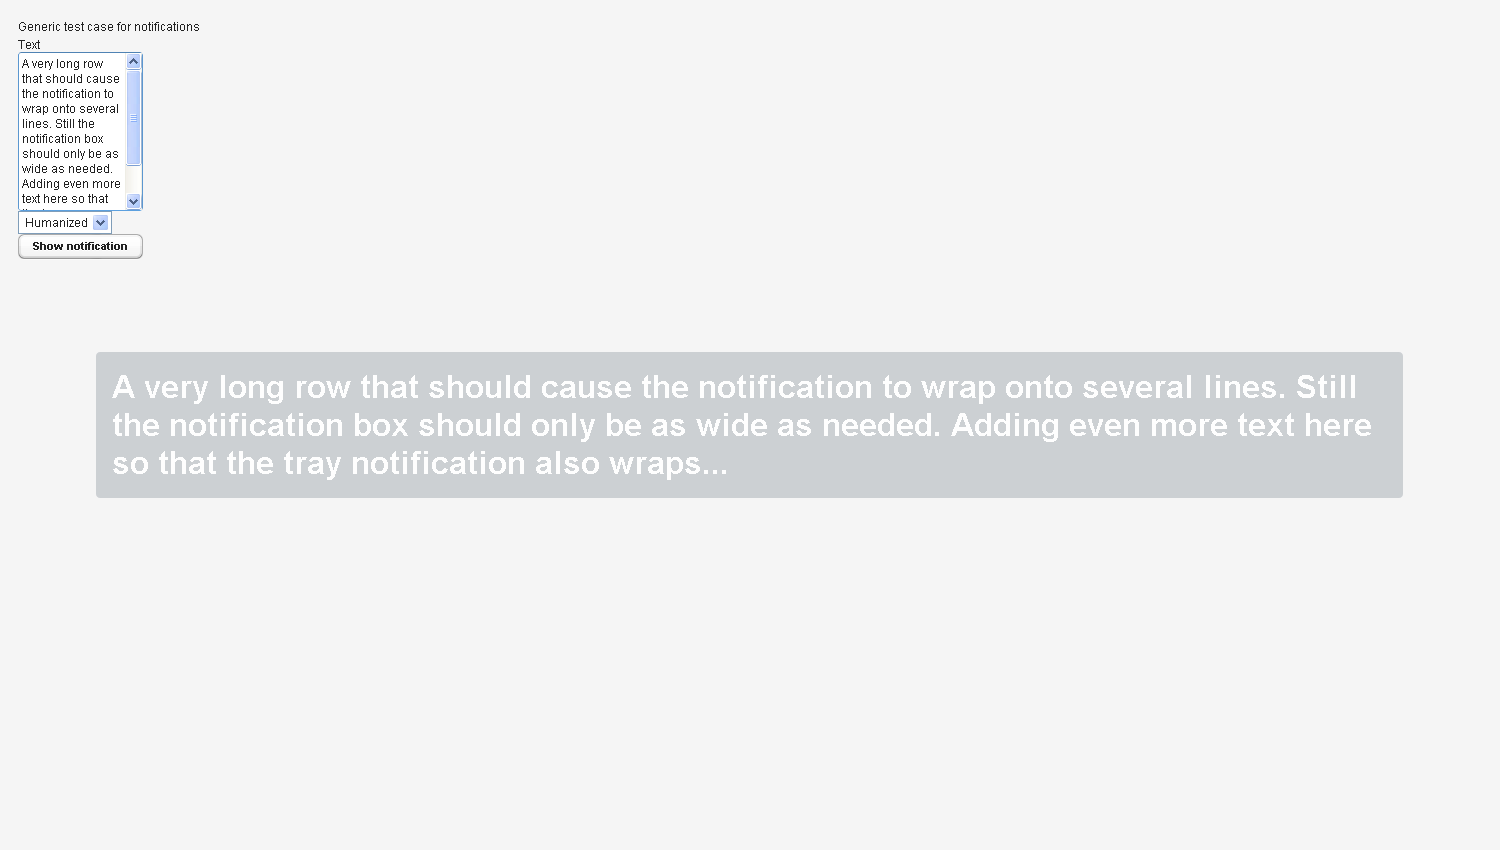 Generic test case for notifications
Text
A very long row
that should cause
the notification to
wrap onto several
lines. Still the
notification box
should only be as
wide as needed.
Adding even more
text here so that
Humanized
Show notification
A very long row that should cause the notification to wrap onto several lines. Still
the notification box should only be as wide as needed. Adding even more text here
so that the tray notification also wraps...